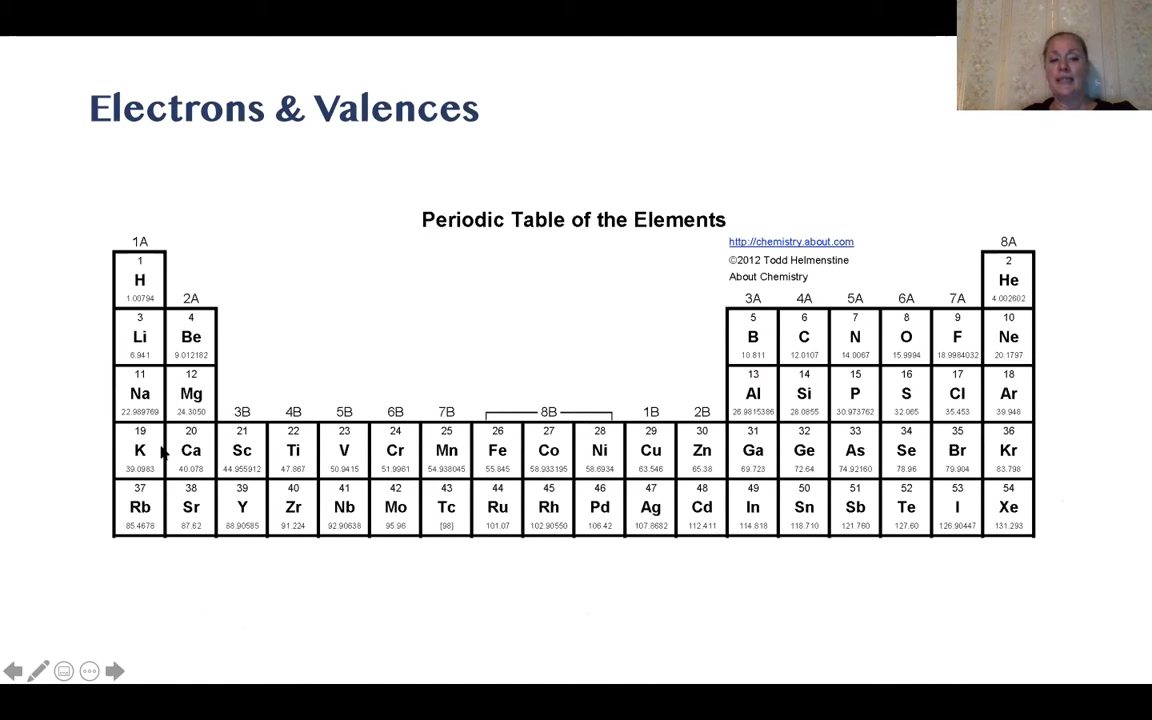 Electrons & Valences
Periodic Table of the Elements
1A 8A
http://chemistry.about.com
©2012 Todd Helmenstine
About Chemistry
1 2
H He
1.00794 4.002602
2A 3A 4A 5A 6A 7A
3 4 5 6 7 8 9 10
Li Be B C N O F Ne
6.941 9.012182 10.811 12.0107 14.0067 15.9994 18.9984032 20.1797
11 12 13 14 15 16 17 18
Na Mg Al Si P S Cl Ar
22.989769 24.3050 26.9815386 28.0855 30.973762 32.065 35.453 39.948
3B 4B 5B 6B 7B 8B 1B 2B
19 20 21 22 23 24 25 26 27 28 29 30 31 32 33 34 35 36
K Ca Sc Ti V Cr Mn Fe Co Ni Cu Zn Ga Ge As Se Br Kr
39.0983 40.078 44.955912 47.867 50.9415 51.9961 54.938045 55.845 58.933195 58.6934 63.546 65.38 69.723 72.64 74.92160 78.96 79.904 83.798
37 38 39 40 41 42 43 44 45 46 47 48 49 50 51 52 53 54
Rb Sr Y Zr Nb Mo Tc Ru Rh Pd Ag Cd In Sn Sb Te I Xe
85.4678 87.62 88.90585 91.224 92.90638 95.96 [98] 101.07 102.90550 106.42 107.8682 112.411 114.818 118.710 121.760 127.60 126.90447 131.293